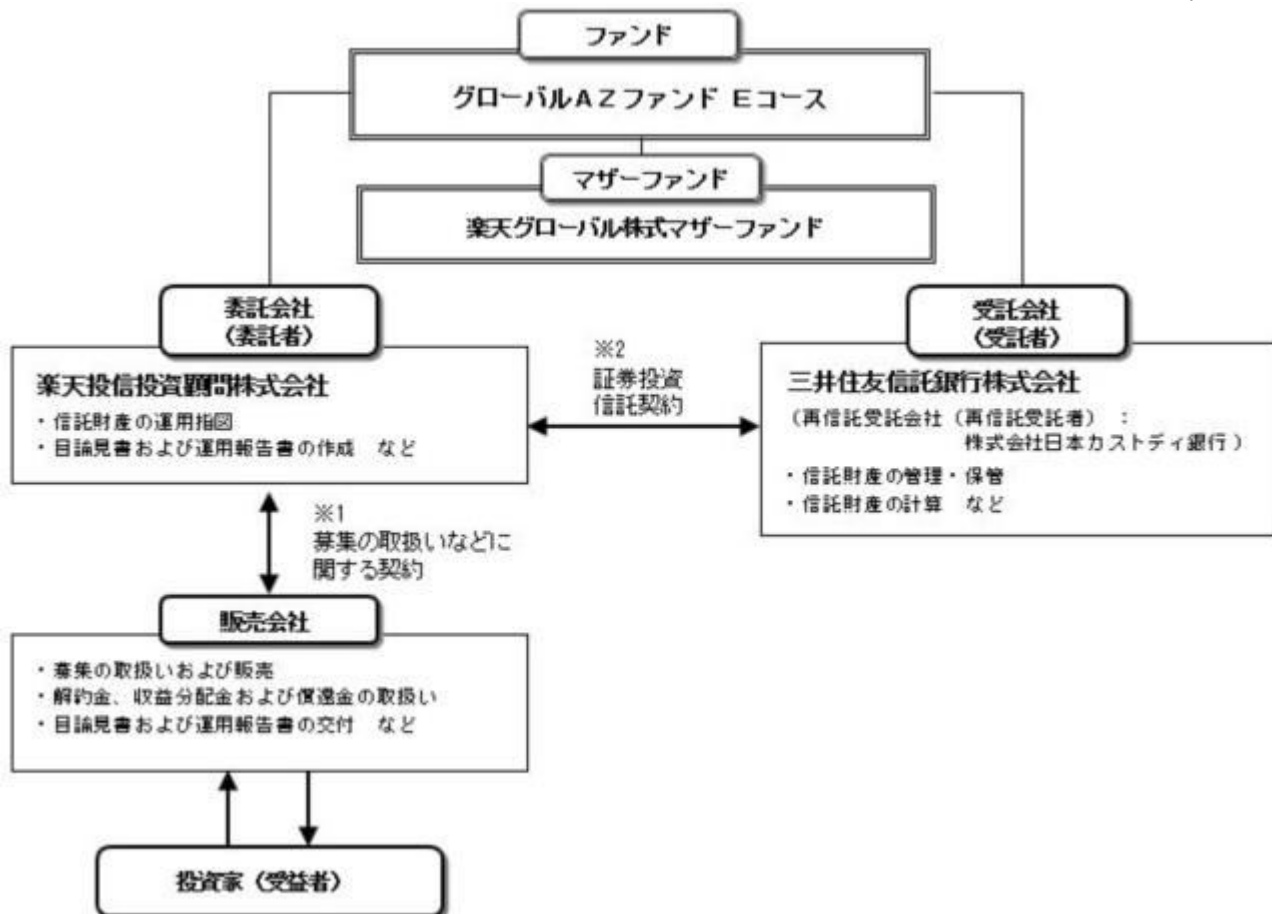 ファンド
グローバルAZファンド Eコース
マザーファンド
楽天グローバル株式マザーファンド
委託会社
(委託者)
楽天投信投資顧問株式会社
・信託財産の運用指図
・目論見書および運用報告書の作成 など
※2
証券投資
信託契約
受託会社
(受託者)
三井住友信託銀行株式会社
(再信託受託会社(再信託受託者) :
株式会社日本カストディ銀行)
・信託財産の管理・保管
・信託財産の計算 など
※1
募集の取扱いなどに
関する契約
販売会社
・募集の取扱いおよび販売
・解約金、収益分配金および償還金の取扱い
・目論見書および運用報告書の交付 など
投資家(受益者)